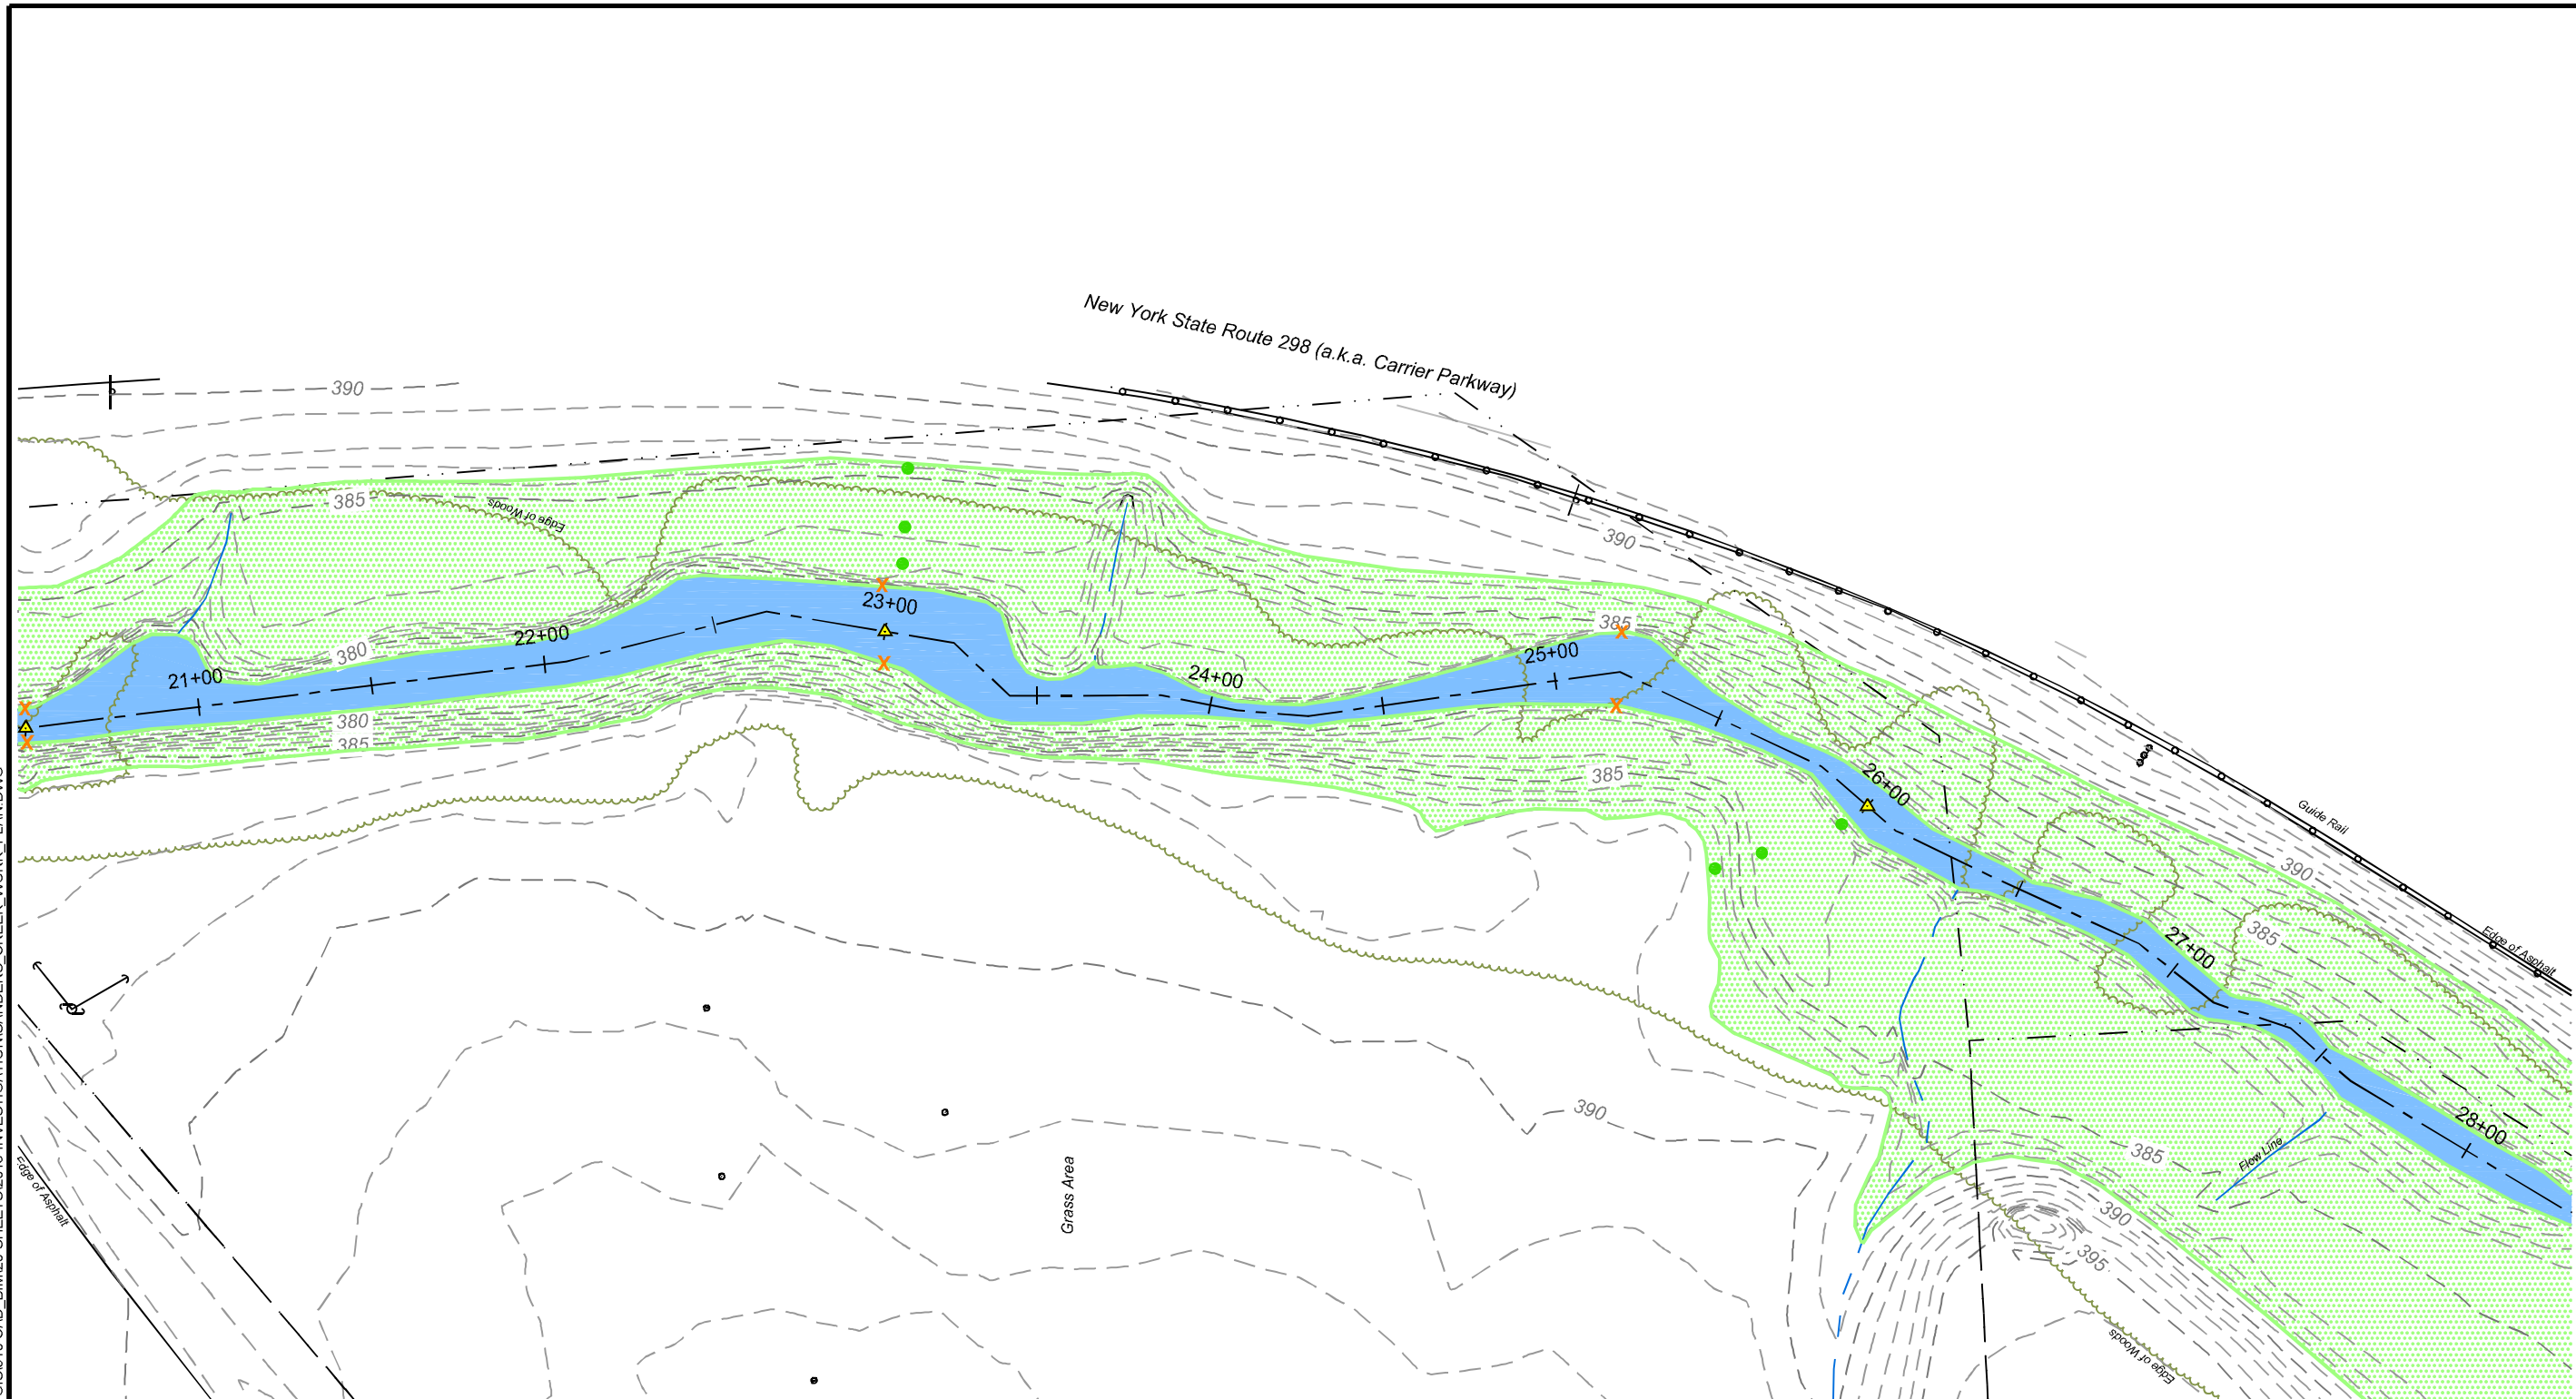 New York State Route 298 (a.k.a. Carrier Parkway)
390
385
Edge of Woods
390
23+00
22+00
385
380
21+00
25+00
24+00
380
385
385
26+00
Guide Rail
390
385
27+00
Edge of Asphalt
390
28+00
385
Flow Line
Grass Area
Edge of Asphalt
390
395
Edge of Woods